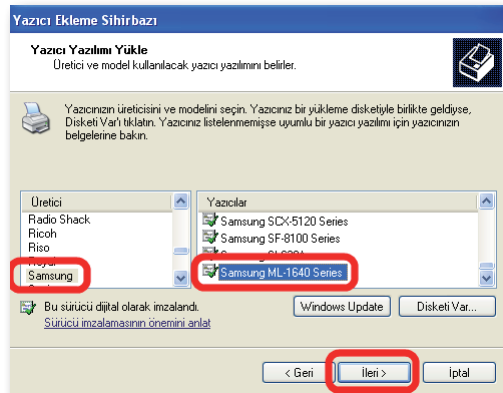 Yazıcı Ekleme Sihirbazı
Yazıcı Yazılımı Yükle
Üretici ve model kullanılacak yazıcı yazılımını belirler.
Yazıcınızın üreticisini ve modelini seçin. Yazıcınız bir yükleme disketiyle birlikte geldiyse,
Disketi Var'ı tıklatın. Yazıcınız listelenmemişse uyumlu bir yazıcı yazılımı için yazıcınızın
belgelerine bakın.
Üretici
Radio Shack
Ricoh
Riso
Samsung
Yazıcılar
Samsung SCX-5120 Series
Samsung SF-8100 Series
Samsung ML-1640 Series
Bu sürücü dijital olarak imzalandı.
Sürücü imzalamasının önemini anlat
Windows Update
Disketi Var...
< Geri
İleri >
İptal